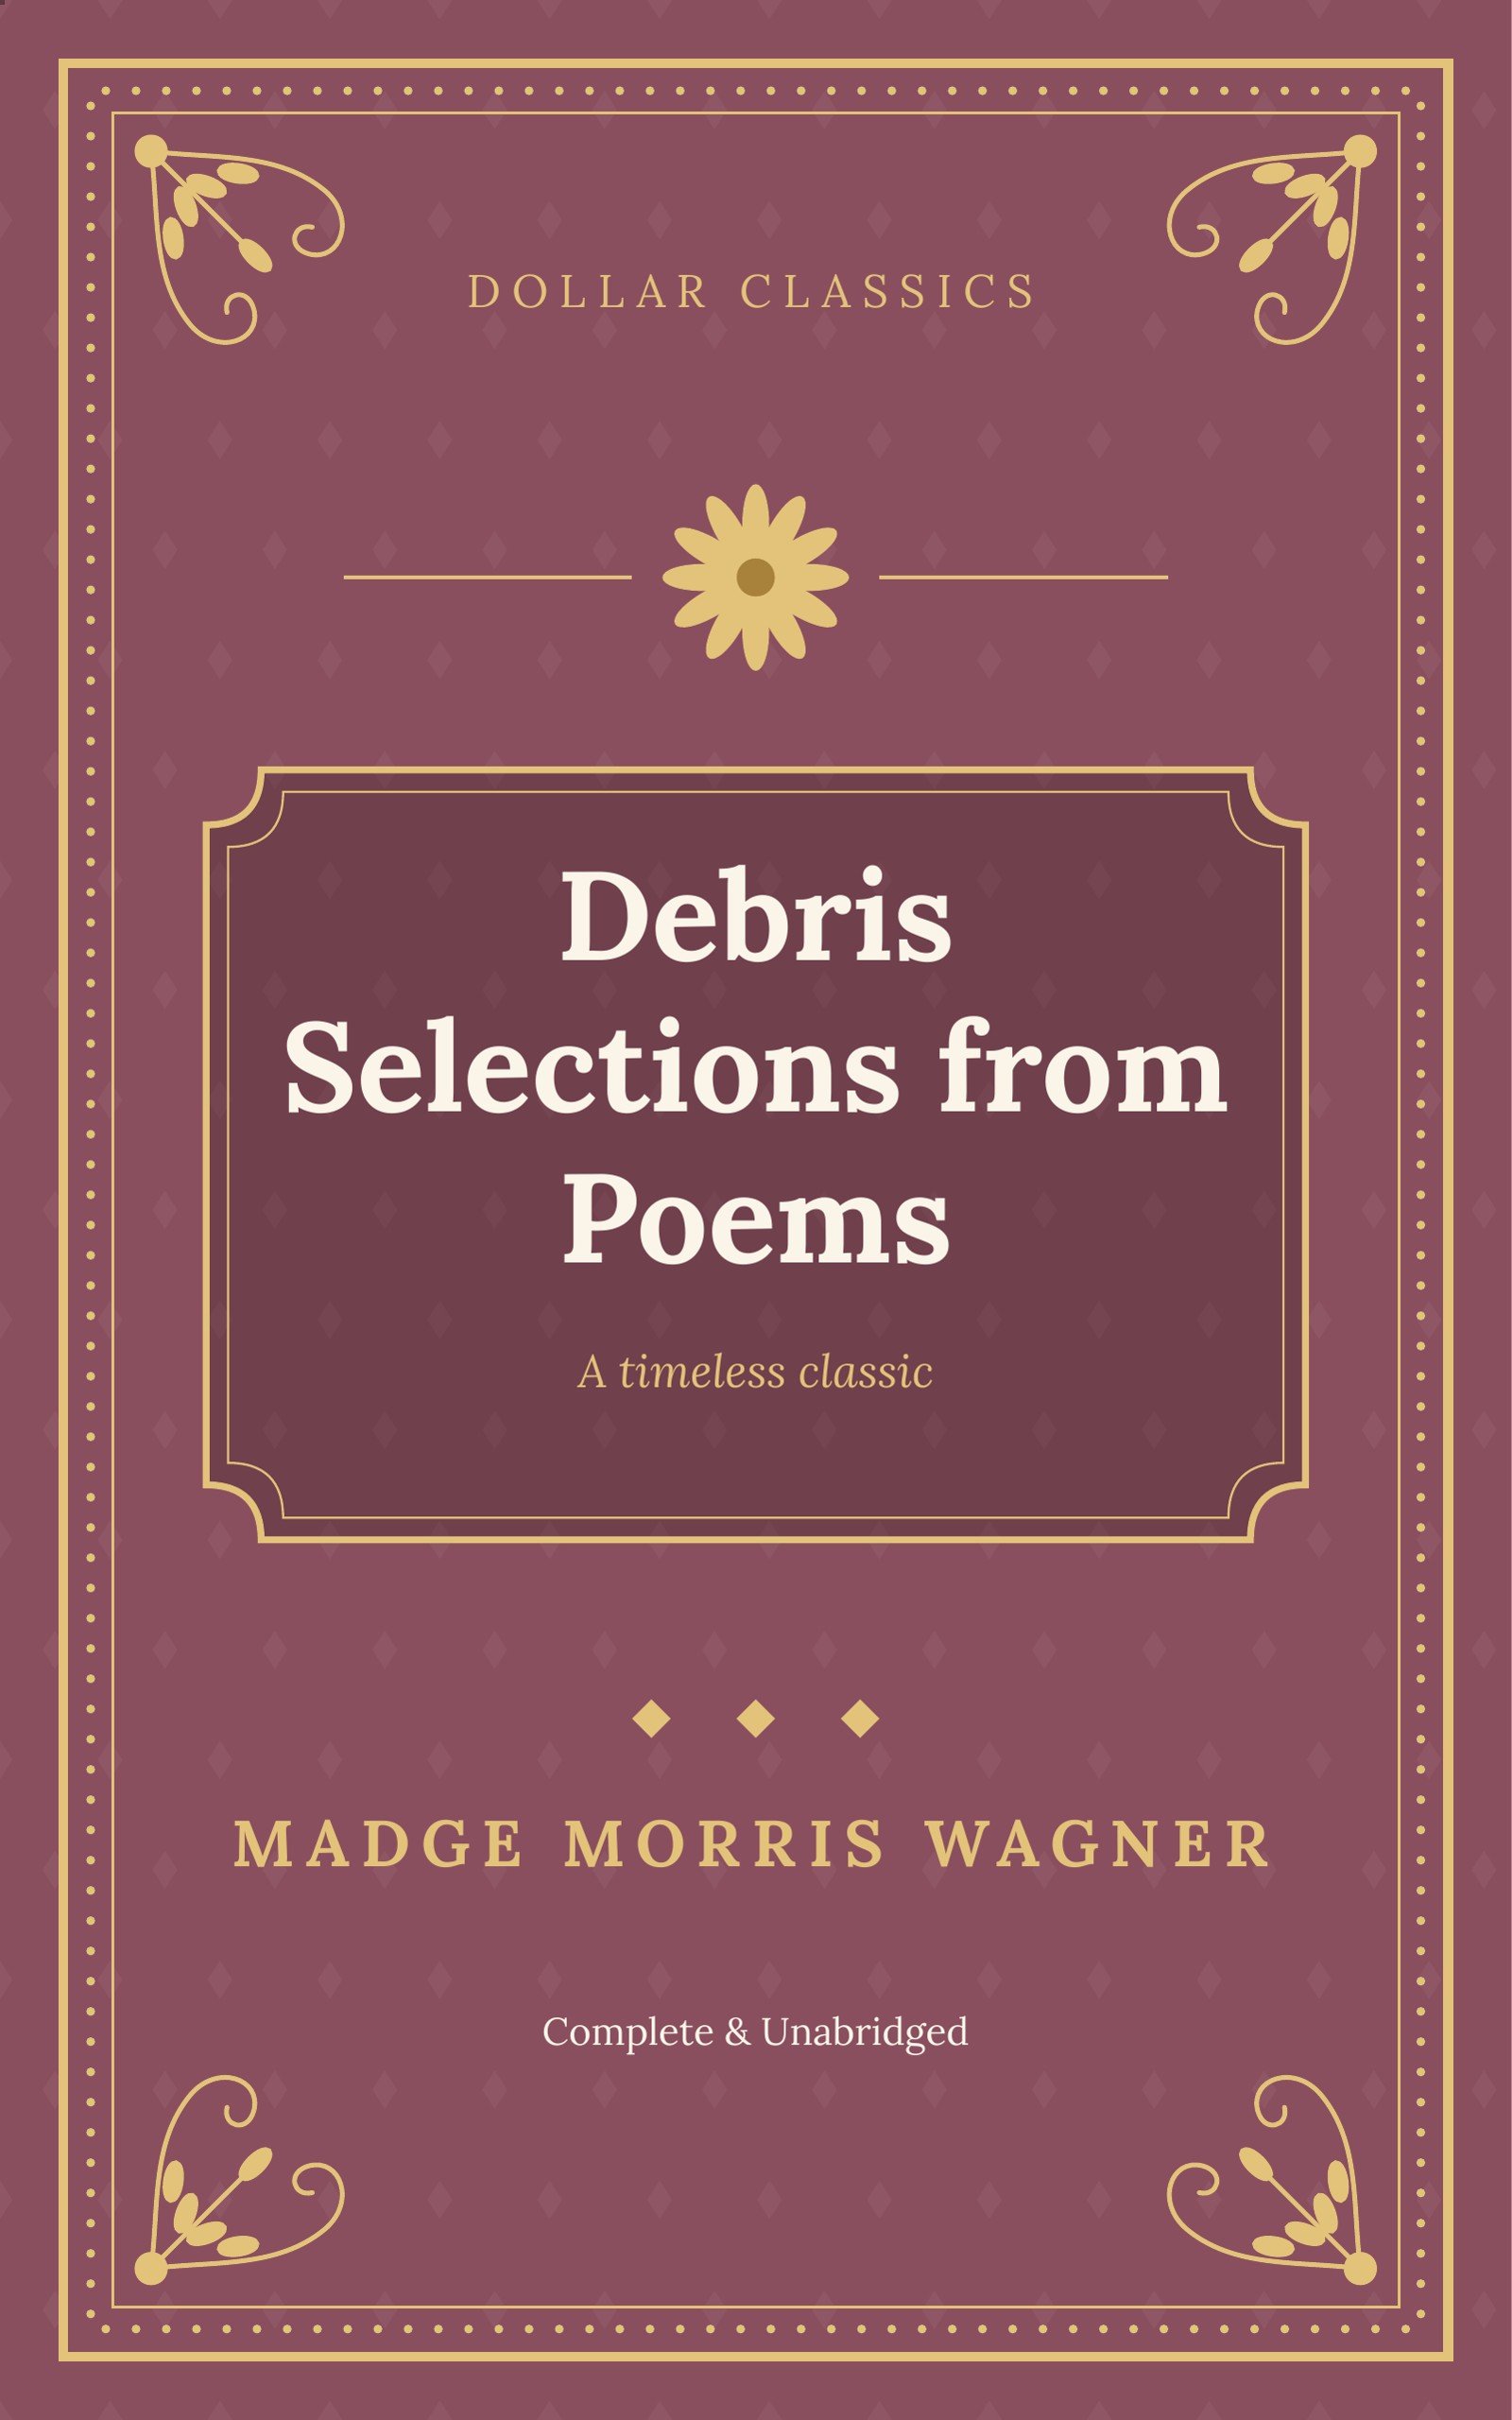 DOLLAR CLASSICS
Debris
Selections from
Poems
A timeless classic
MADGE MORRIS WAGNER
Complete & Unabridged